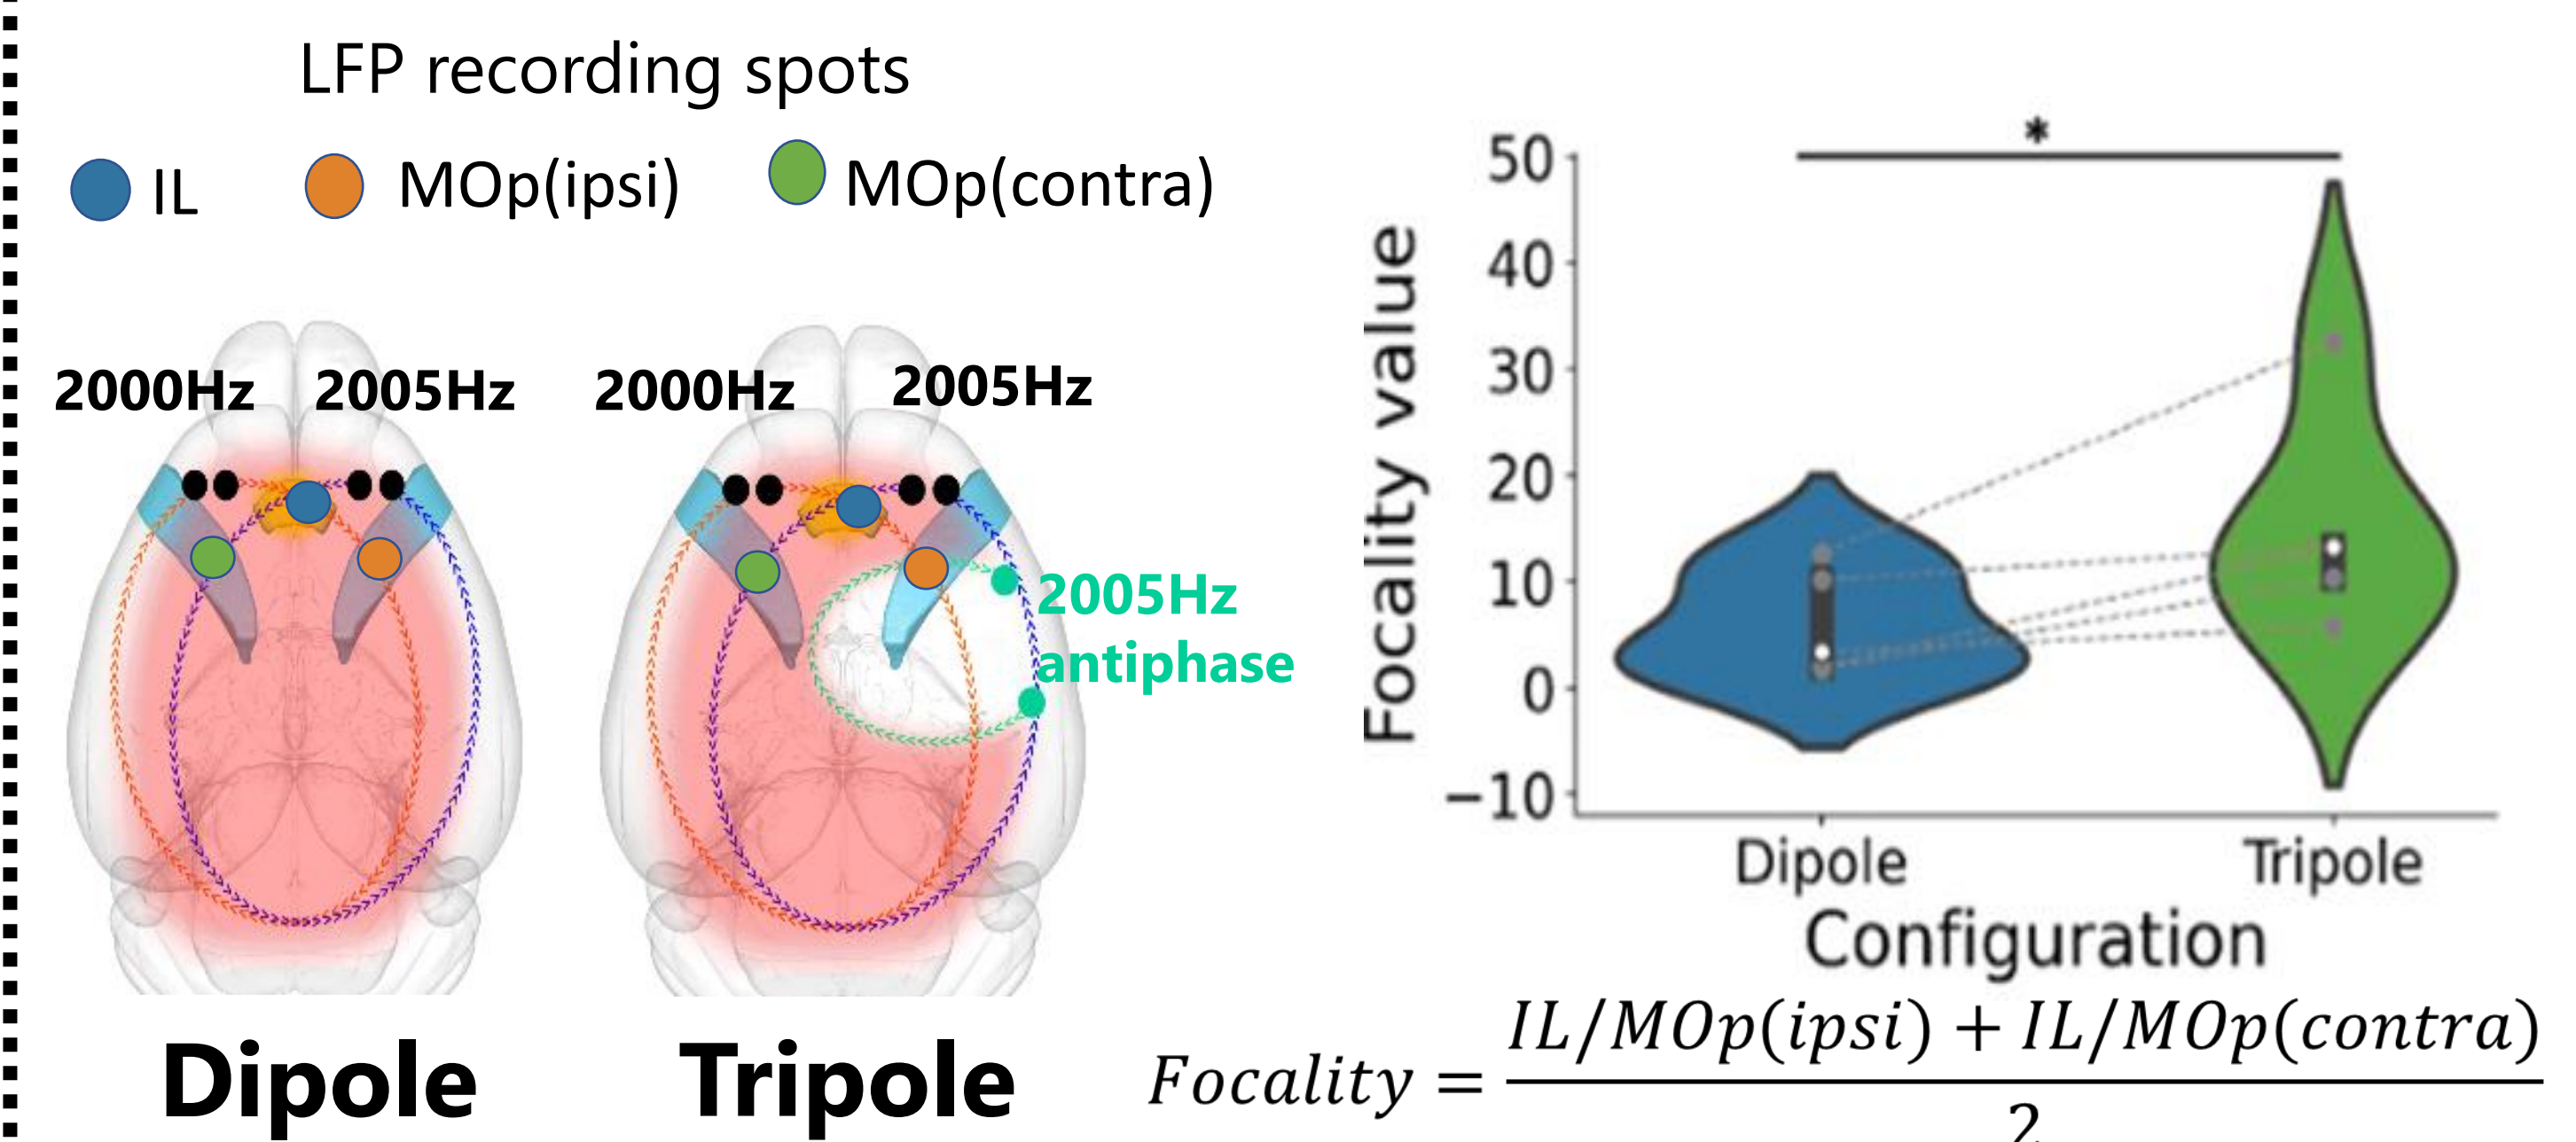 LFP recording spots
IL MOp(ipsi) MOp(contra)
2000Hz 2005Hz 2000Hz 2005Hz
2005Hz
antiphase
Dipole Tripole
*
50
40
30
20
10
0
−10
Focality value
Dipole Tripole
Configuration
Focality = IL/MOp(ipsi) + IL/MOp(contra)
2